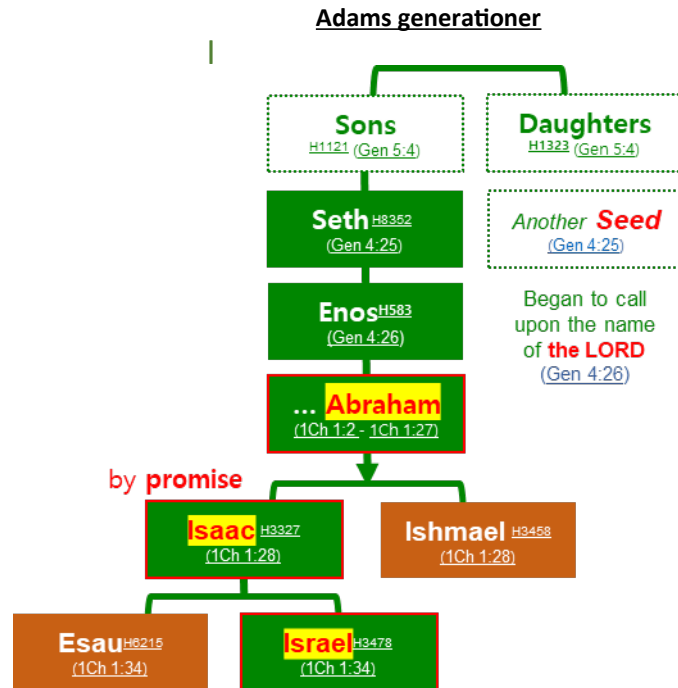 Adams generationer
Sons
H1121 (Gen 5:4)
Daughters
H1323 (Gen 5:4)
Seth H8352
(Gen 4:25)
Another Seed
(Gen 4:25)
Enos H583
(Gen 4:26)
Began to call
upon the name
of the LORD
(Gen 4:26)
... Abraham
(1Ch 1:2 - 1Ch 1:27)
by promise
Isaac H3327
(1Ch 1:28)
Ishmael H3458
(1Ch 1:28)
Esau H6215
(1Ch 1:34)
Israel H3478
(1Ch 1:34)